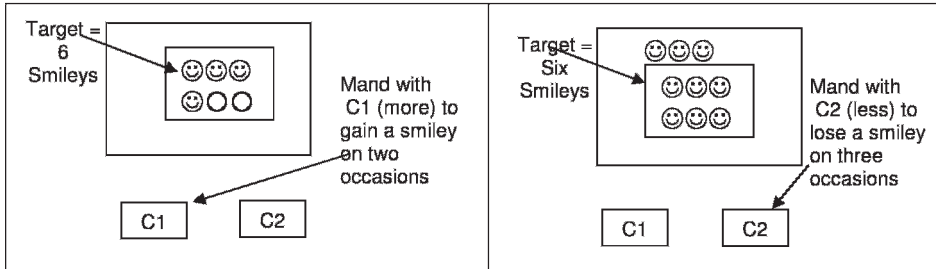 Target =
6
Smileys
Mand with
C1 (more) to
gain a smiley
on two
occasions
C1
C2
Target =
Six
Smileys
Mand with
C2 (less) to
lose a smiley
on three
occasions
C1
C2